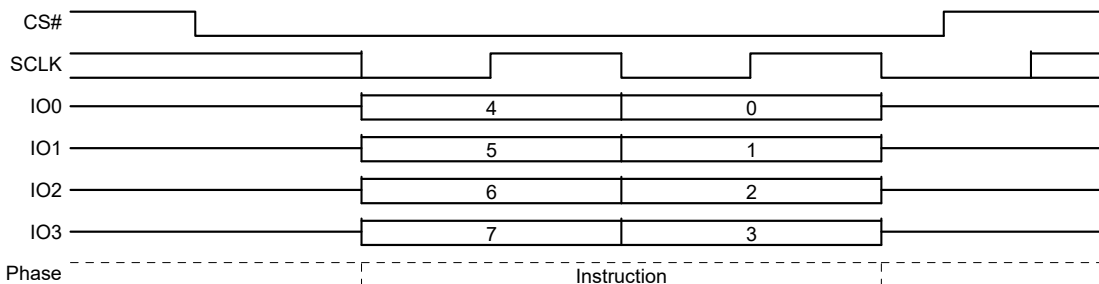 CS#
SCLK
IO0 4 0
IO1 5 1
IO2 6 2
IO3 7 3
Phase Instruction